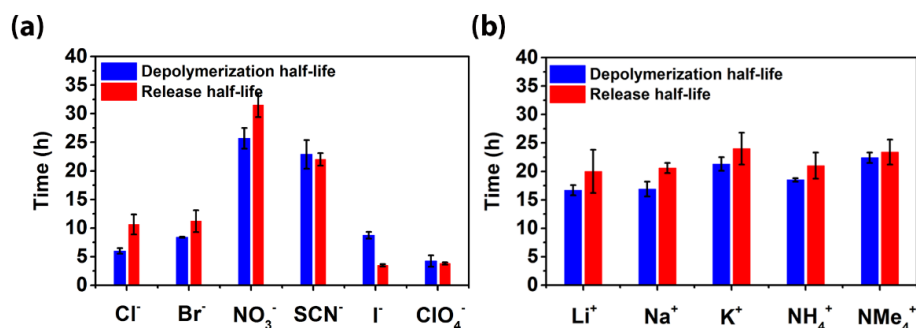 (a)
40
35
30
25
20
15
10
5
0
Time (h)
Depolymerization half-life
Release half-life
Cl⁻ Br⁻ NO₃⁻ SCN⁻ I⁻ ClO₄⁻
(b)
40
35
30
25
20
15
10
5
0
Time (h)
Depolymerization half-life
Release half-life
Li⁺ Na⁺ K⁺ NH₄⁺ NMe₄⁺